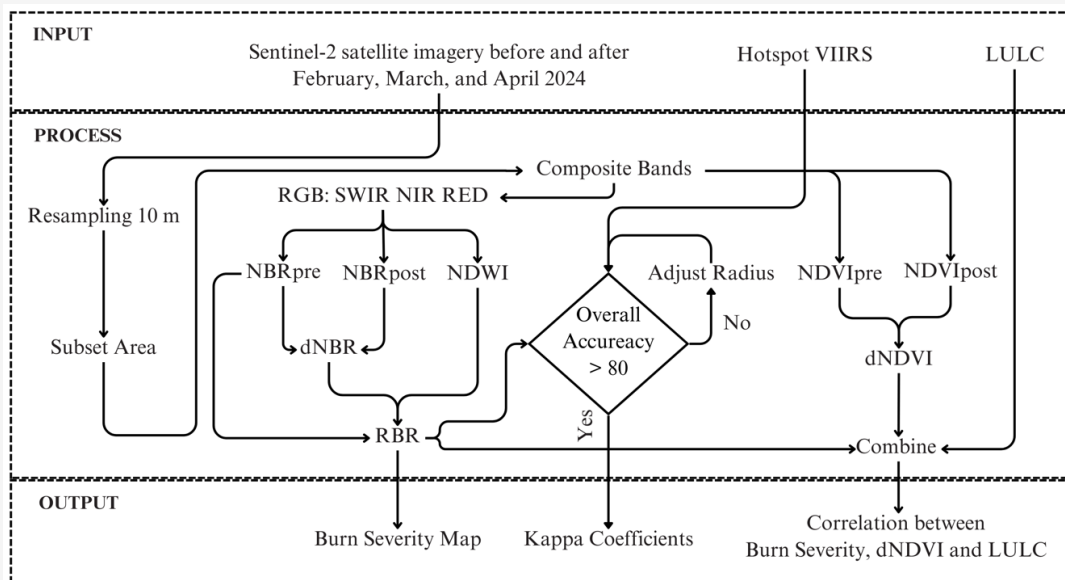 INPUT
Sentinel-2 satellite imagery before and after
February, March, and April 2024
Hotspot VIIRS
LULC
PROCESS
Composite Bands
RGB: SWIR NIR RED
Resampling 10 m
NBRpre
NBRpost
NDWI
Adjust Radius
NDVIpre
NDVIpost
Overall
Accureacy
> 80
No
Subset Area
dNBR
dNDVI
Yes
RBR
Combine
OUTPUT
Burn Severity Map
Kappa Coefficients
Correlation between
Burn Severity, dNDVI and LULC